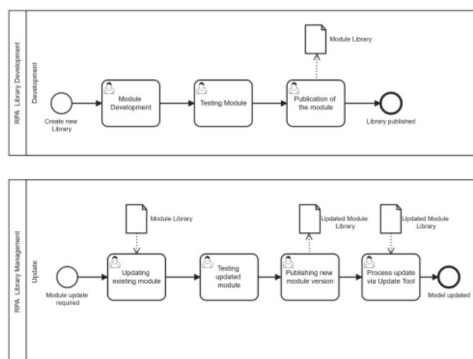 RPA Library Development
Development
Module Library
Module
Development
Testing Module
Publication of
the module
Create new
Library
Library published
RPA Library Management
Update
Module Library
Updated Module
Library
Updated Module
Library
Updating
existing module
Testing
updated
module
Publishing new
module version
Process update
via Update Tool
Module update
required
Model updated